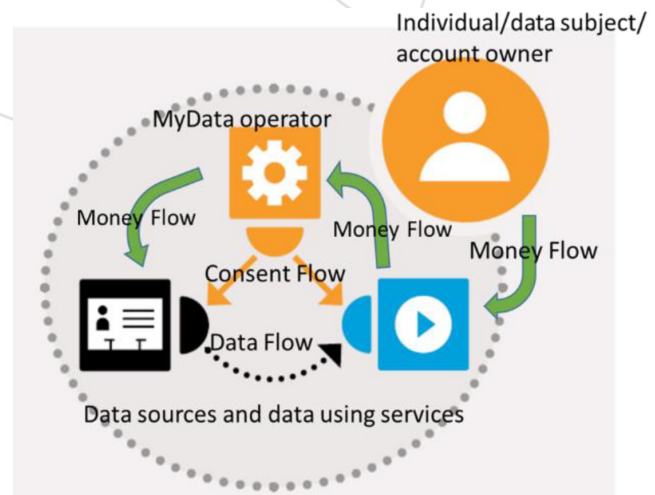 Individual/data subject/
account owner
MyData operator
Money Flow
Money Flow
Money Flow
Consent Flow
Data Flow
Data sources and data using services